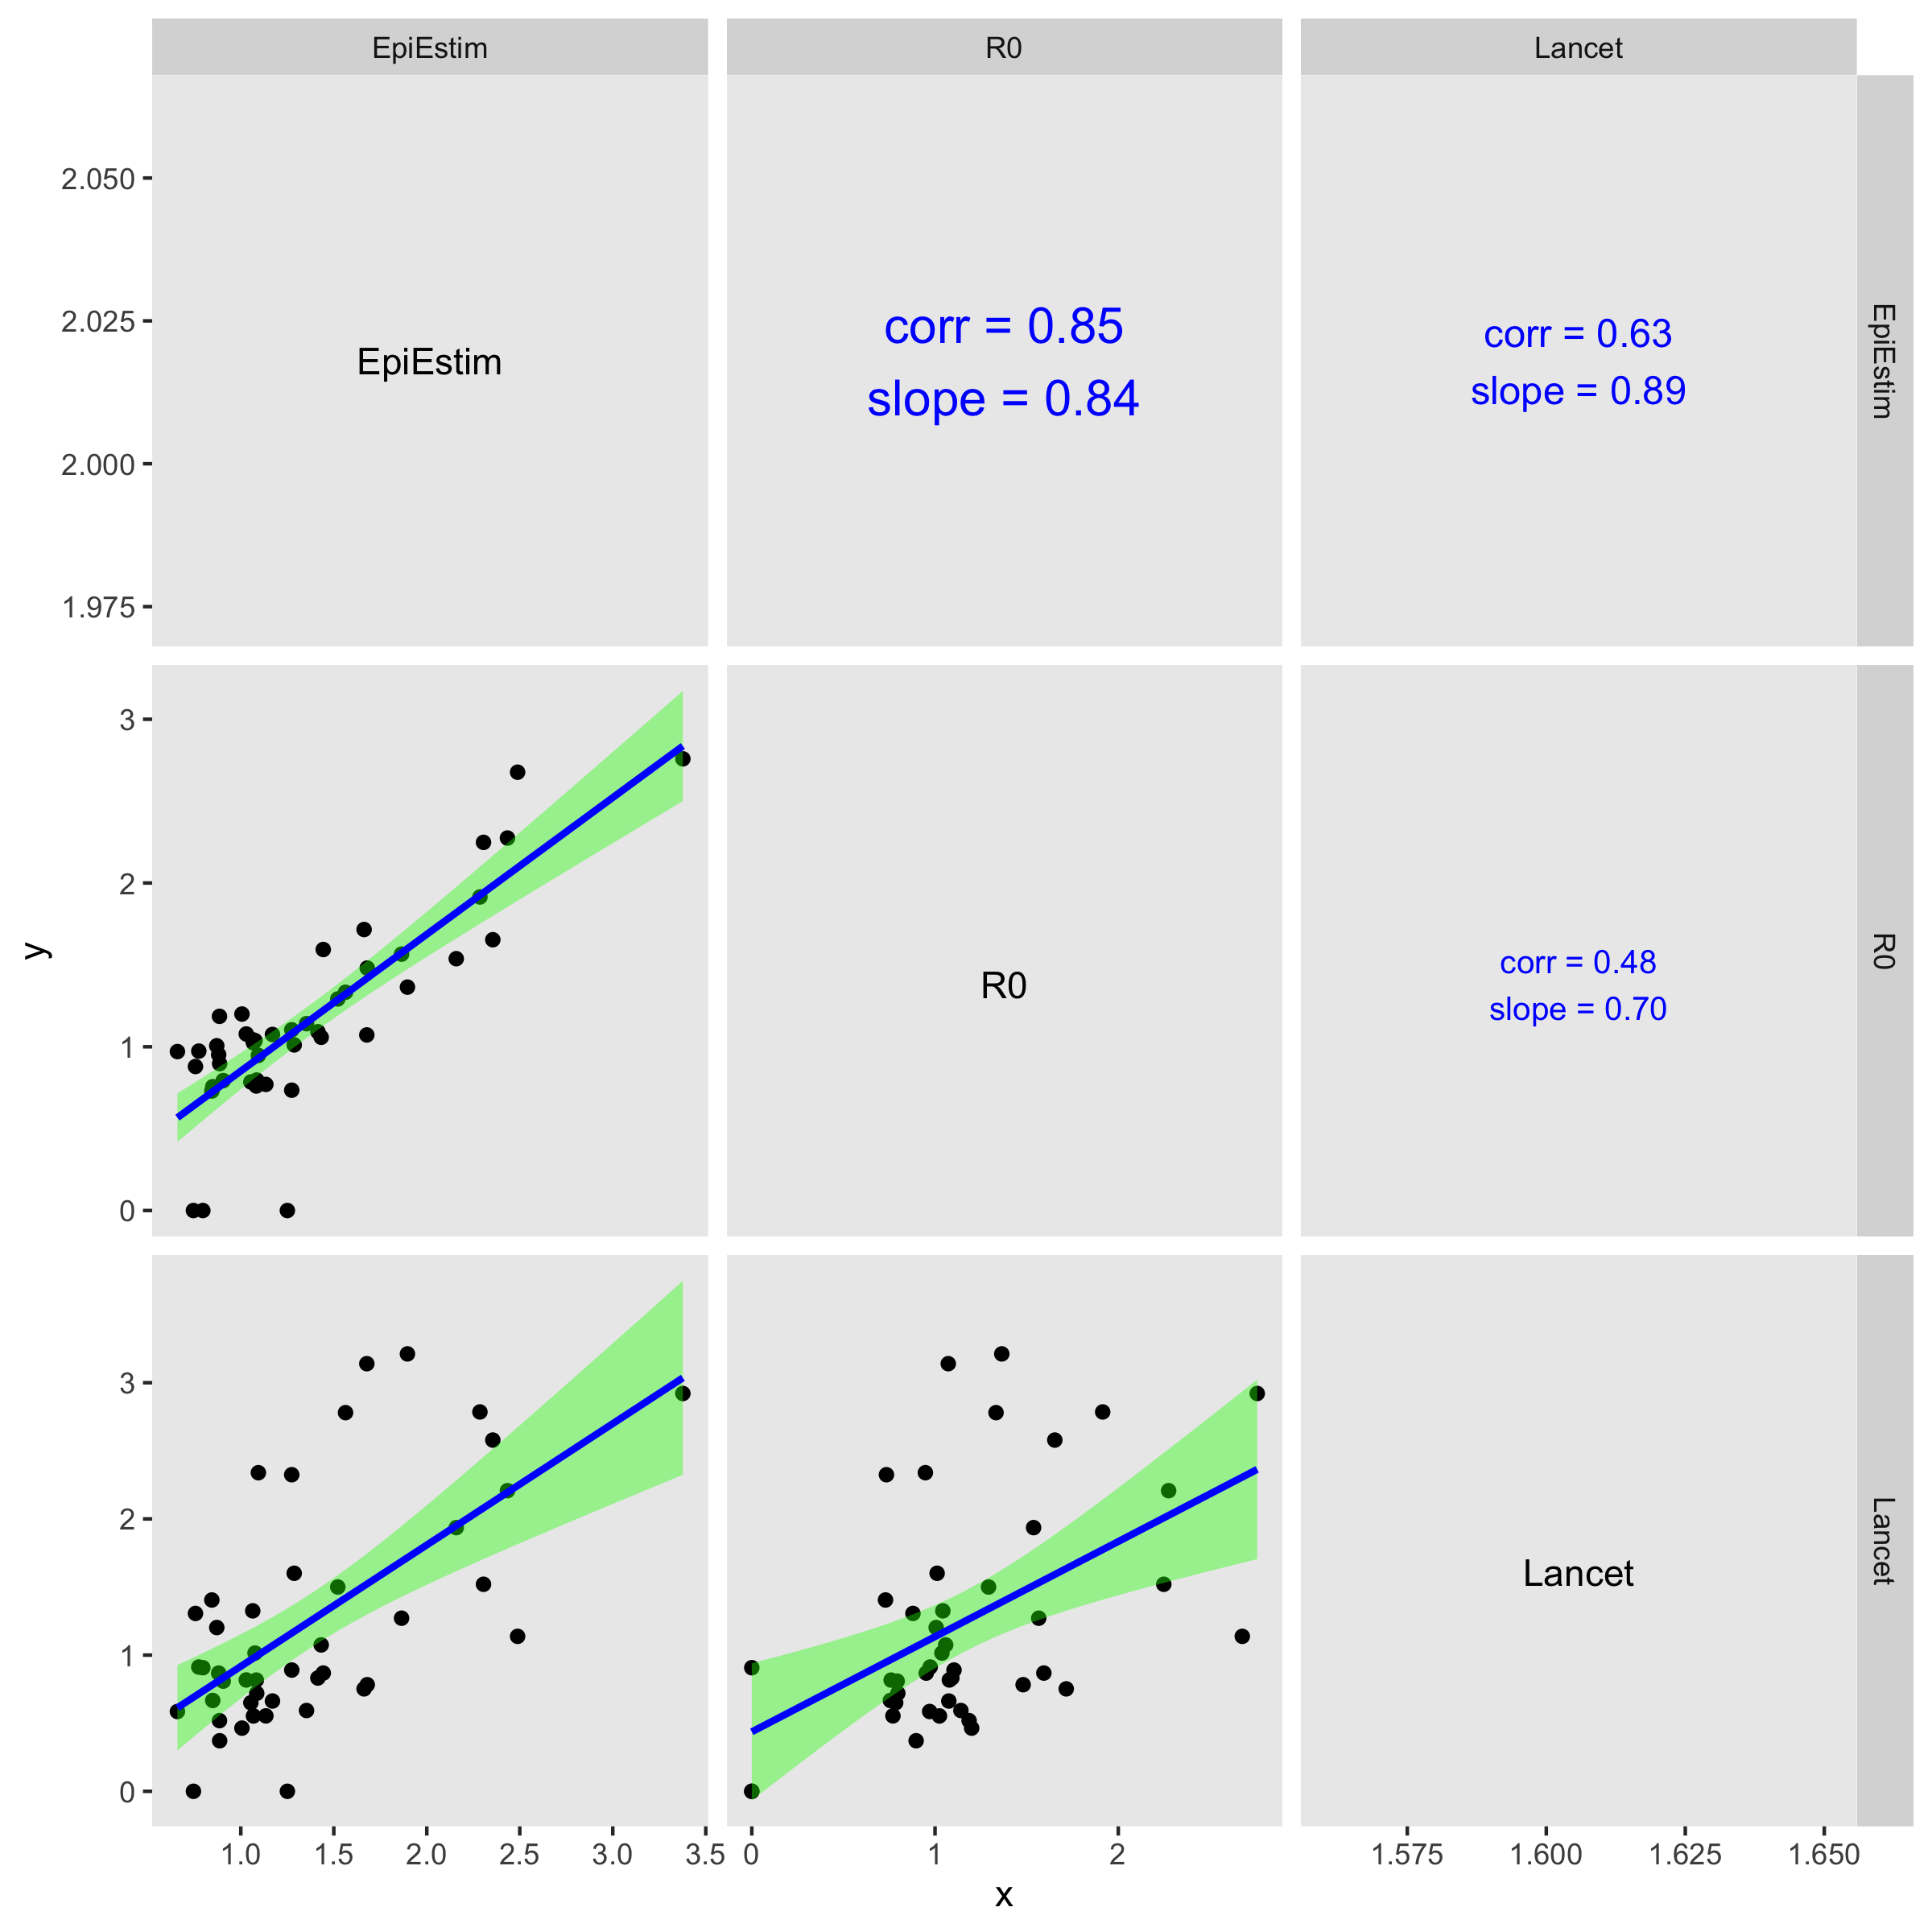 EpiEstim R0 Lancet
2.050
2.025
2.000
1.975
EpiEstim
corr = 0.85
slope = 0.84
corr = 0.63
slope = 0.89
EpiEstim
3
2
1
0
R0
corr = 0.48
slope = 0.70
R0
y
3
2
1
0
Lancet
Lancet
1.0 1.5 2.0 2.5 3.0 3.5 0 1 2 1.575 1.600 1.625 1.650
x